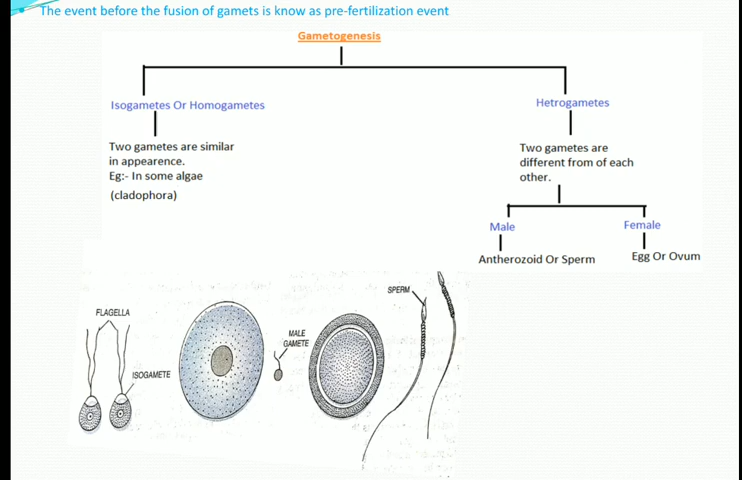 The event before the fusion of gamets is know as pre-fertilization event
Gametogenesis
Isogametes Or Homogametes
Hetrogametes
Two gametes are similar
in appearence.
Eg:- In some algae
(cladophora)
Two gametes are
different from of each
other.
Male
Female
Antherozoid Or Sperm
Egg Or Ovum
FLAGELLA
ISOGAMETE
MALE
GAMETE
SPERM